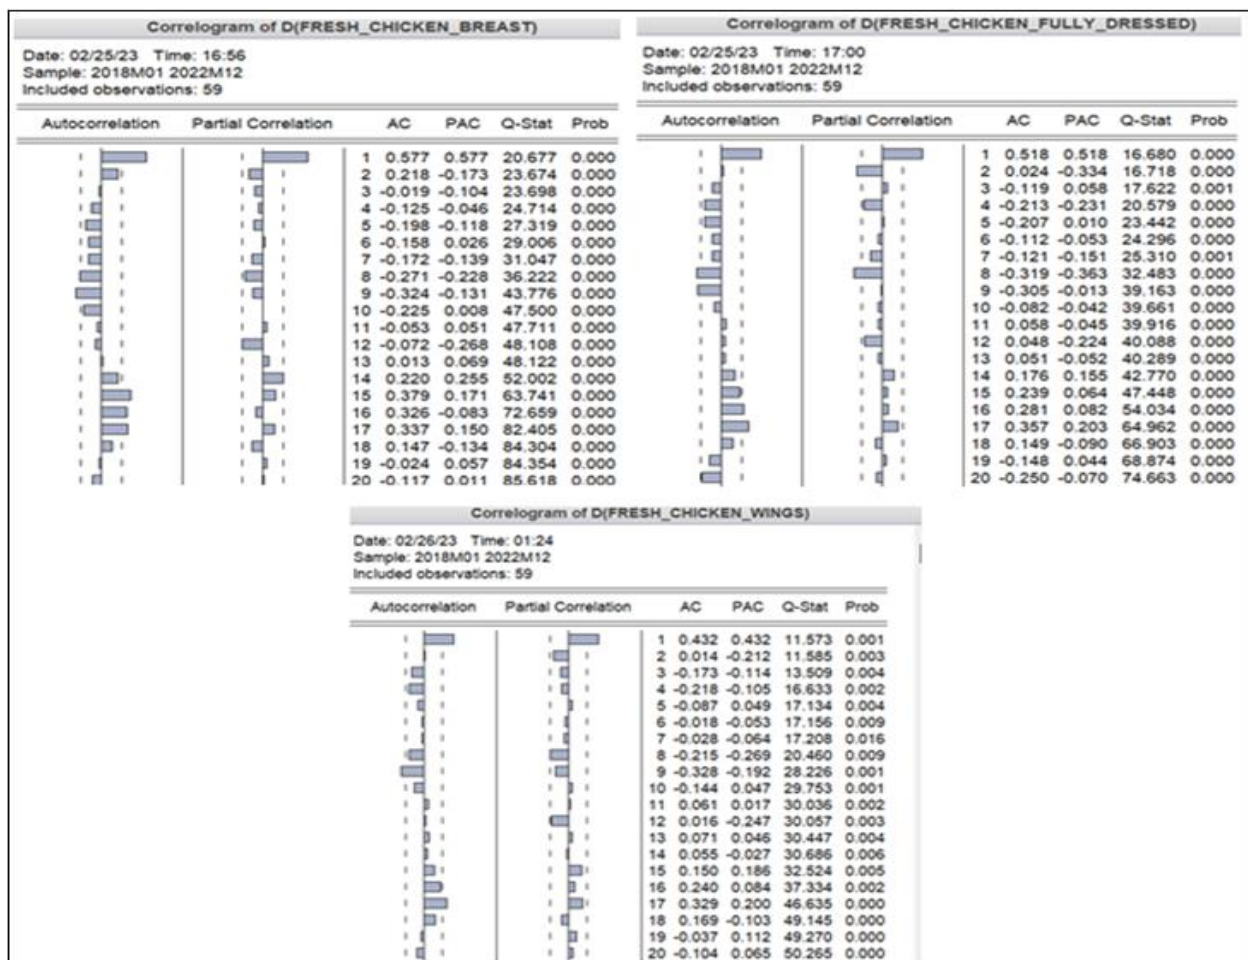 Correlogram of D(FRESH_CHICKEN_BREAST)
Date: 02/25/23 Time: 16:56
Sample: 2018M01 2022M12
Included observations: 59
Autocorrelation Partial Correlation AC PAC Q-Stat Prob
1 0.577 0.577 20.677 0.000
2 0.218 -0.173 23.674 0.000
3 -0.019 -0.104 23.698 0.000
4 -0.125 -0.046 24.714 0.000
5 -0.198 -0.118 27.319 0.000
6 -0.158 0.026 29.006 0.000
7 -0.172 -0.139 31.047 0.000
8 -0.271 -0.228 36.222 0.000
9 -0.324 -0.131 43.776 0.000
10 -0.225 0.008 47.500 0.000
11 -0.053 0.051 47.711 0.000
12 -0.072 -0.268 48.108 0.000
13 0.013 0.069 48.122 0.000
14 0.220 0.255 52.002 0.000
15 0.379 0.171 63.741 0.000
16 0.326 -0.083 72.659 0.000
17 0.337 0.150 82.405 0.000
18 0.147 -0.134 84.304 0.000
19 -0.024 0.057 84.354 0.000
20 -0.117 0.011 85.618 0.000
Correlogram of D(FRESH_CHICKEN_FULLY_DRESSED)
Date: 02/25/23 Time: 17:00
Sample: 2018M01 2022M12
Included observations: 59
Autocorrelation Partial Correlation AC PAC Q-Stat Prob
1 0.518 0.518 16.680 0.000
2 0.024 -0.334 16.718 0.000
3 -0.119 0.058 17.622 0.001
4 -0.213 -0.231 20.579 0.000
5 -0.207 0.010 23.442 0.000
6 -0.112 -0.053 24.296 0.000
7 -0.121 -0.151 25.310 0.001
8 -0.319 -0.363 32.483 0.000
9 -0.305 -0.013 39.163 0.000
10 -0.082 -0.042 39.661 0.000
11 0.058 -0.045 39.916 0.000
12 0.048 -0.224 40.088 0.000
13 0.051 -0.052 40.289 0.000
14 0.176 0.155 42.770 0.000
15 0.239 0.064 47.448 0.000
16 0.281 0.082 54.034 0.000
17 0.357 0.203 64.962 0.000
18 0.149 -0.090 66.903 0.000
19 -0.148 0.044 68.874 0.000
20 -0.250 -0.070 74.663 0.000
Correlogram of D(FRESH_CHICKEN_WINGS)
Date: 02/26/23 Time: 01:24
Sample: 2018M01 2022M12
Included observations: 59
Autocorrelation Partial Correlation AC PAC Q-Stat Prob
1 0.432 0.432 11.573 0.001
2 0.014 -0.212 11.585 0.003
3 -0.173 -0.114 13.509 0.004
4 -0.218 -0.105 16.633 0.002
5 -0.087 0.049 17.134 0.004
6 -0.018 -0.053 17.156 0.009
7 -0.028 -0.064 17.208 0.016
8 -0.215 -0.269 20.460 0.009
9 -0.328 -0.192 28.226 0.001
10 -0.144 0.047 29.753 0.001
11 0.061 0.017 30.036 0.002
12 0.016 -0.247 30.057 0.003
13 0.071 0.046 30.447 0.004
14 0.055 -0.027 30.686 0.006
15 0.150 0.186 32.524 0.005
16 0.240 0.084 37.334 0.002
17 0.329 0.200 46.635 0.000
18 0.169 -0.103 49.145 0.000
19 -0.037 0.112 49.270 0.000
20 -0.104 0.065 50.265 0.000